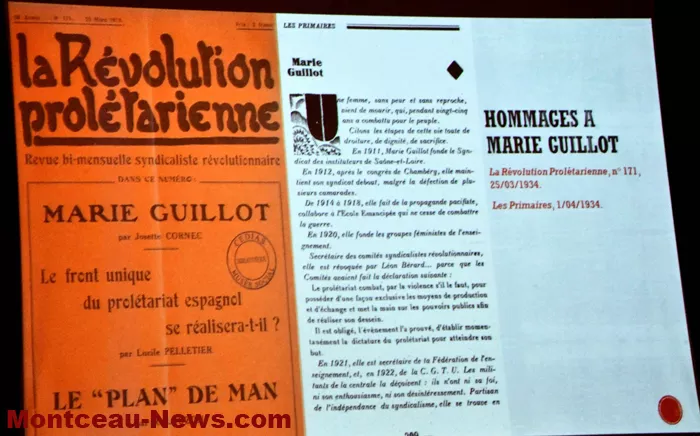 la Révolution
prolétarienne
Revue bi-mensuelle syndicaliste révolutionnaire
DANS CE NUMÉRO:
MARIE GUILLOT
par Josette CORNEC
CEDIAS
MUSÉE SOCIAL
Le front unique
du prolétariat espagnol
se réalisera-t-il ?
par Lucile PELLETIER
LE "PLAN" DE MAN
LES PRIMAIRES
Marie
Guillot
Une femme, sans peur et sans reproche,
vient de mourir, qui, pendant vingt-cinq
ans a combattu pour le peuple.
Citons les étapes de cette vie toute de
droiture, de dignité, de sacrifice.
En 1911, Marie Guillot fonde le Syn-
dicat des instituteurs de Saône-et-Loire.
En 1912, après le congrès de Chambéry, elle main-
tient son syndicat debout, malgré la défection de plu-
sieurs camarades.
De 1914 à 1918, elle fait de la propagande pacifiste,
collabore à l'Ecole Emancipée qui ne cesse de combattre
la guerre.
En 1920, elle fonde les groupes féministes de l'ensei-
gnement.
Secrétaire des comités syndicalistes révolutionnaires,
elle est révoquée par Léon Bérard... parce que les
Comités avaient fait la déclaration suivante :
Le prolétariat combat, par la violence s'il le faut, pour
posséder d'une façon exclusive les moyens de production
et d'échange et met la main sur les pouvoirs publics afin
de réaliser son dessein.
Il est obligé, l'évènement l'a prouvé, d'établir momen-
tanément la dictature du prolétariat pour atteindre son
but.
En 1921, elle est secrétaire de la Fédération de l'en-
seignement, et, en 1922, de la C. G. T. U. Les mili-
tants de la centrale la déçoivent : ils n'ont ni sa foi,
ni son enthousiasme, ni son désintéressement. Partisan
de l'indépendance du syndicalisme, elle se trouve en
HOMMAGES A
MARIE GUILLOT
La Révolution Prolétarienne, n° 171,
25/03/1934.
Les Primaires, 1/04/1934.
Montceau-News.com